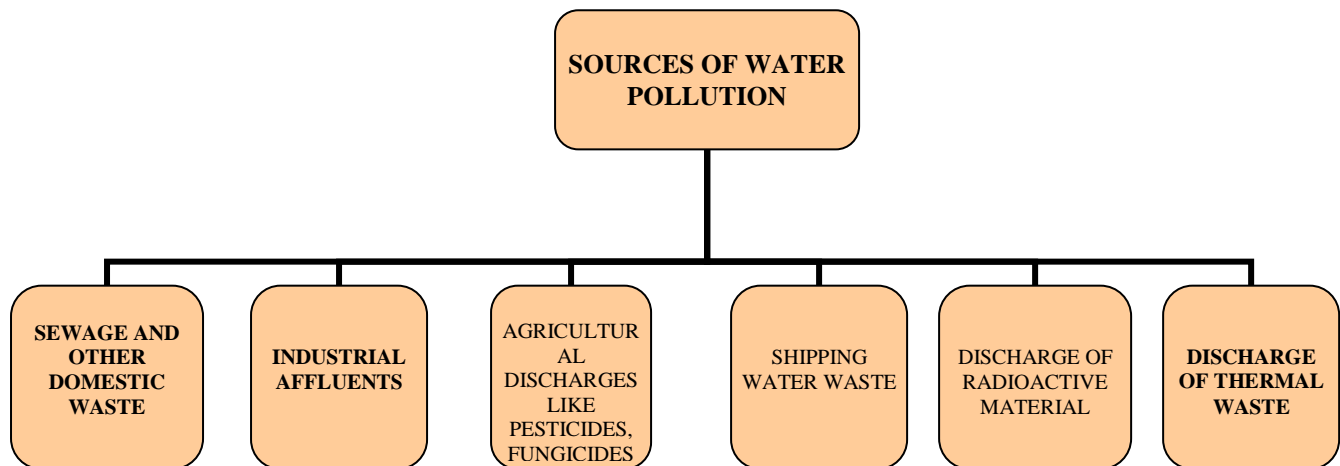 SOURCES OF WATER
POLLUTION
SEWAGE AND
OTHER
DOMESTIC
WASTE
INDUSTRIAL
AFFLUENTS
AGRICULTUR
AL
DISCHARGES
LIKE
PESTICIDES,
FUNGICIDES
SHIPPING
WATER WASTE
DISCHARGE OF
RADIOACTIVE
MATERIAL
DISCHARGE
OF THERMAL
WASTE